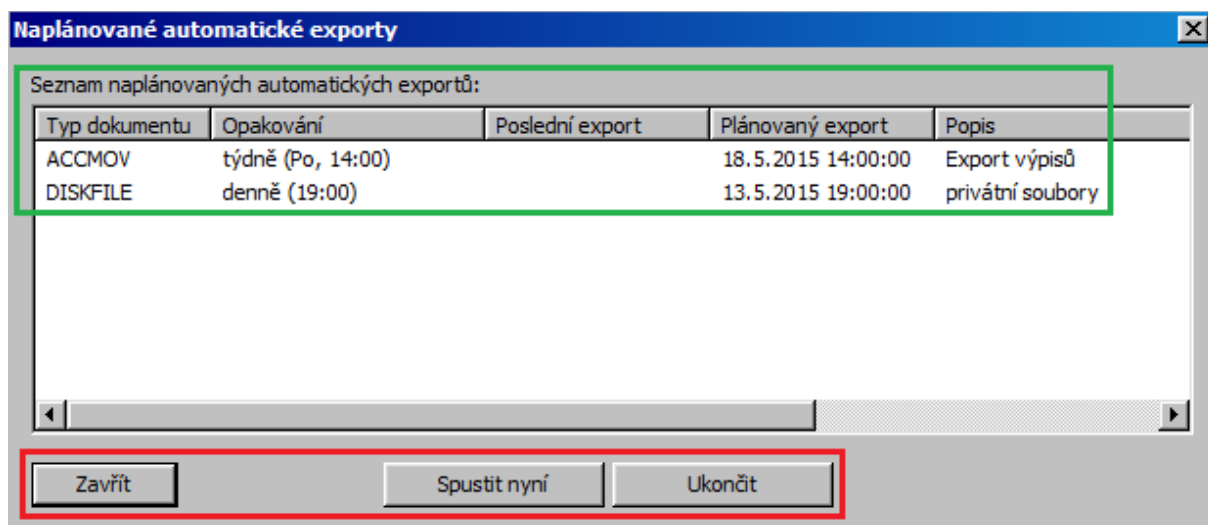 Naplánované automatické exporty
Seznam naplánovaných automatických exportů:
Typ dokumentu Opakování Poslední export Plánovaný export Popis
ACCMOV týdně (Po, 14:00) 18.5.2015 14:00:00 Export výpisů
DISKFILE denně (19:00) 13.5.2015 19:00:00 privátní soubory
Zavřít Spustit nyní Ukončit